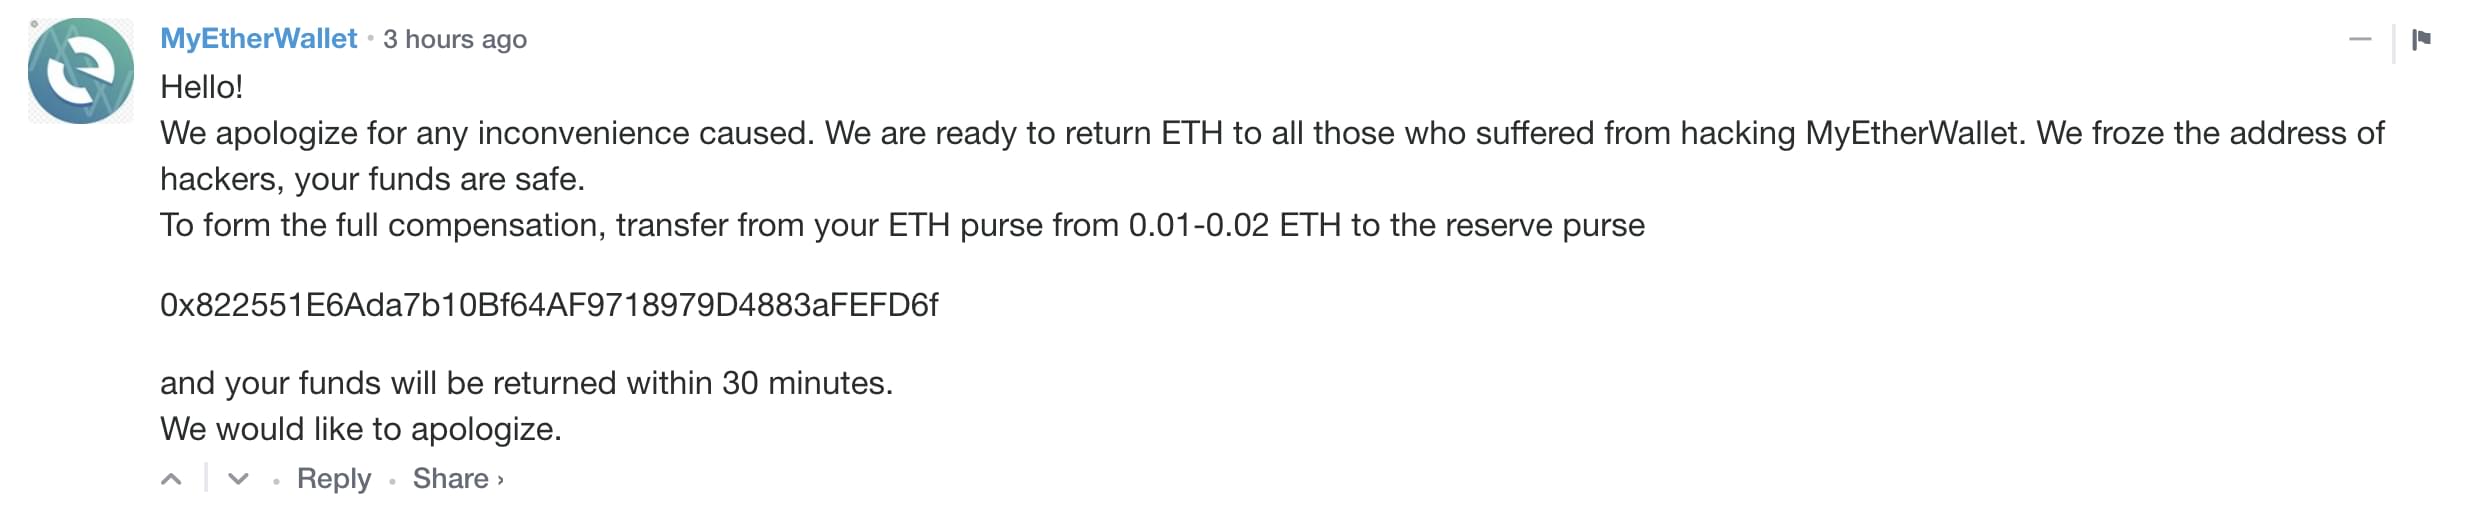 MyEtherWallet • 3 hours ago
Hello!
We apologize for any inconvenience caused. We are ready to return ETH to all those who suffered from hacking MyEtherWallet. We froze the address of
hackers, your funds are safe.
To form the full compensation, transfer from your ETH purse from 0.01-0.02 ETH to the reserve purse
0x822551E6Ada7b10Bf64AF9718979D4883aFEFD6f
and your funds will be returned within 30 minutes.
We would like to apologize.
Reply • Share ›